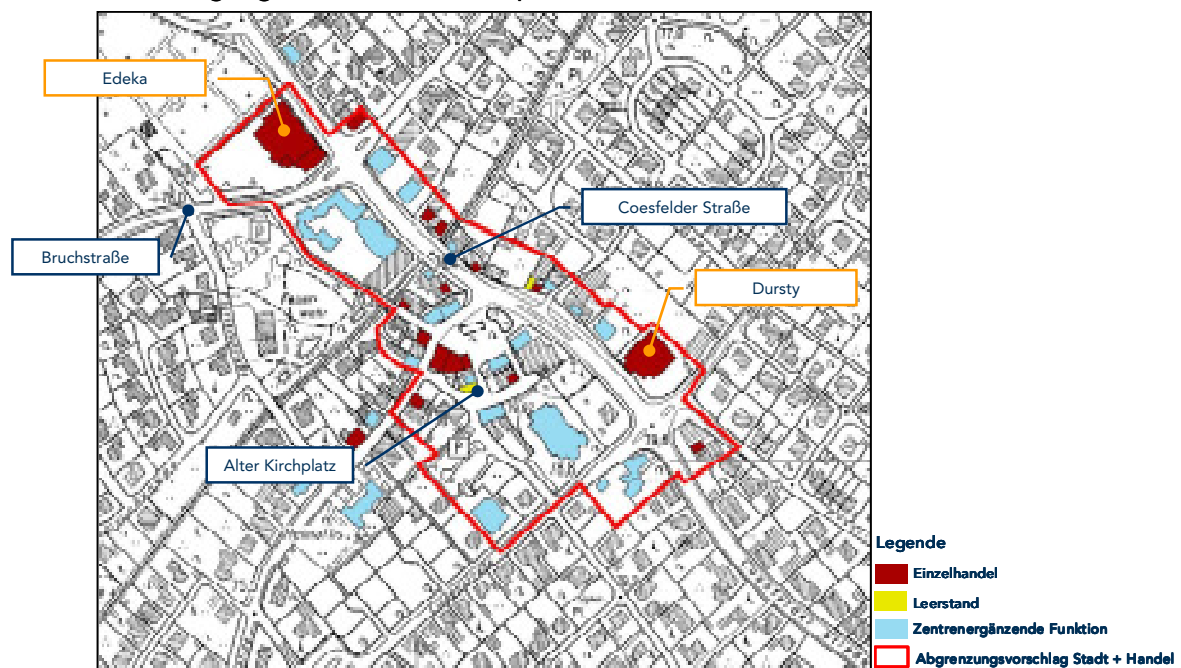 Edeka
Coesfelder Straße
Bruchstraße
Dursty
Alter Kirchplatz
Legende
Einzelhandel
Leerstand
Zentrenergänzende Funktion
Abgrenzungsvorschlag Stadt + Handel